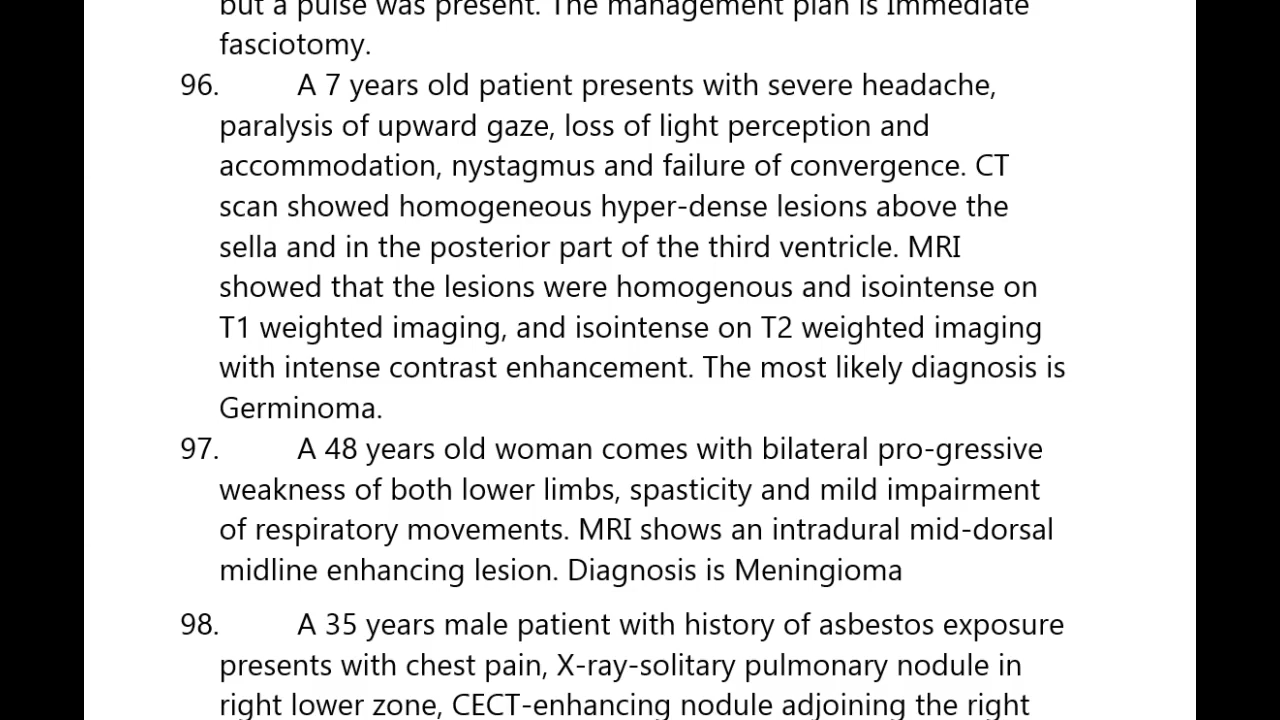 but a pulse was present. The management plan is Immediate
fasciotomy.
96. A 7 years old patient presents with severe headache,
paralysis of upward gaze, loss of light perception and
accommodation, nystagmus and failure of convergence. CT
scan showed homogeneous hyper-dense lesions above the
sella and in the posterior part of the third ventricle. MRI
showed that the lesions were homogenous and isointense on
T1 weighted imaging, and isointense on T2 weighted imaging
with intense contrast enhancement. The most likely diagnosis is
Germinoma.
97. A 48 years old woman comes with bilateral pro-gressive
weakness of both lower limbs, spasticity and mild impairment
of respiratory movements. MRI shows an intradural mid-dorsal
midline enhancing lesion. Diagnosis is Meningioma
98. A 35 years male patient with history of asbestos exposure
presents with chest pain, X-ray-solitary pulmonary nodule in
right lower zone, CECT-enhancing nodule adjoining the right